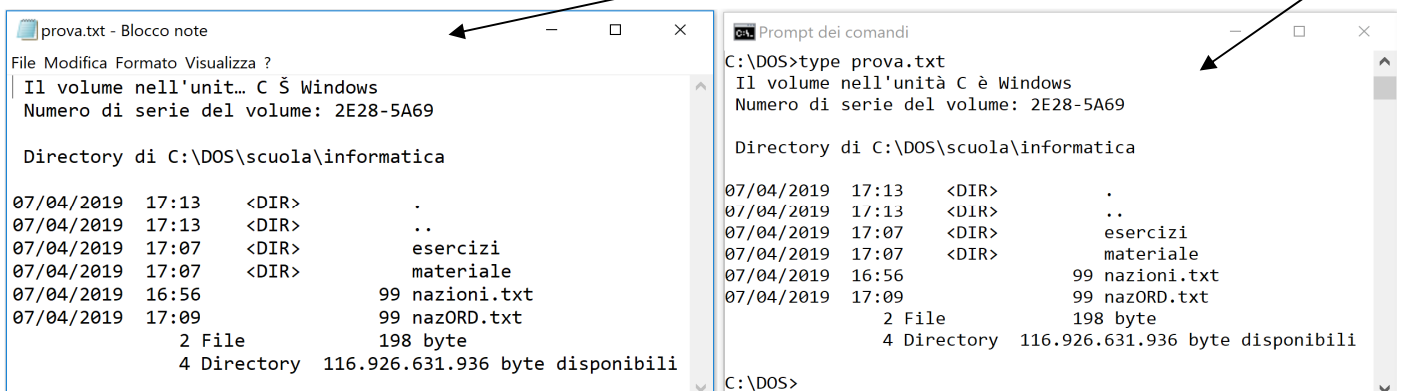 prova.txt - Blocco note
File Modifica Formato Visualizza ?
Il volume nell'unit… C Š Windows
Numero di serie del volume: 2E28-5A69
Directory di C:\DOS\scuola\informatica
07/04/2019 17:13 <DIR> .
07/04/2019 17:13 <DIR> ..
07/04/2019 17:07 <DIR> esercizi
07/04/2019 17:07 <DIR> materiale
07/04/2019 16:56 99 nazioni.txt
07/04/2019 17:09 99 nazORD.txt
2 File 198 byte
4 Directory 116.926.631.936 byte disponibili
Prompt dei comandi
C:\DOS>type prova.txt
Il volume nell'unità C è Windows
Numero di serie del volume: 2E28-5A69
Directory di C:\DOS\scuola\informatica
07/04/2019 17:13 <DIR> .
07/04/2019 17:13 <DIR> ..
07/04/2019 17:07 <DIR> esercizi
07/04/2019 17:07 <DIR> materiale
07/04/2019 16:56 99 nazioni.txt
07/04/2019 17:09 99 nazORD.txt
2 File 198 byte
4 Directory 116.926.631.936 byte disponibili
C:\DOS>